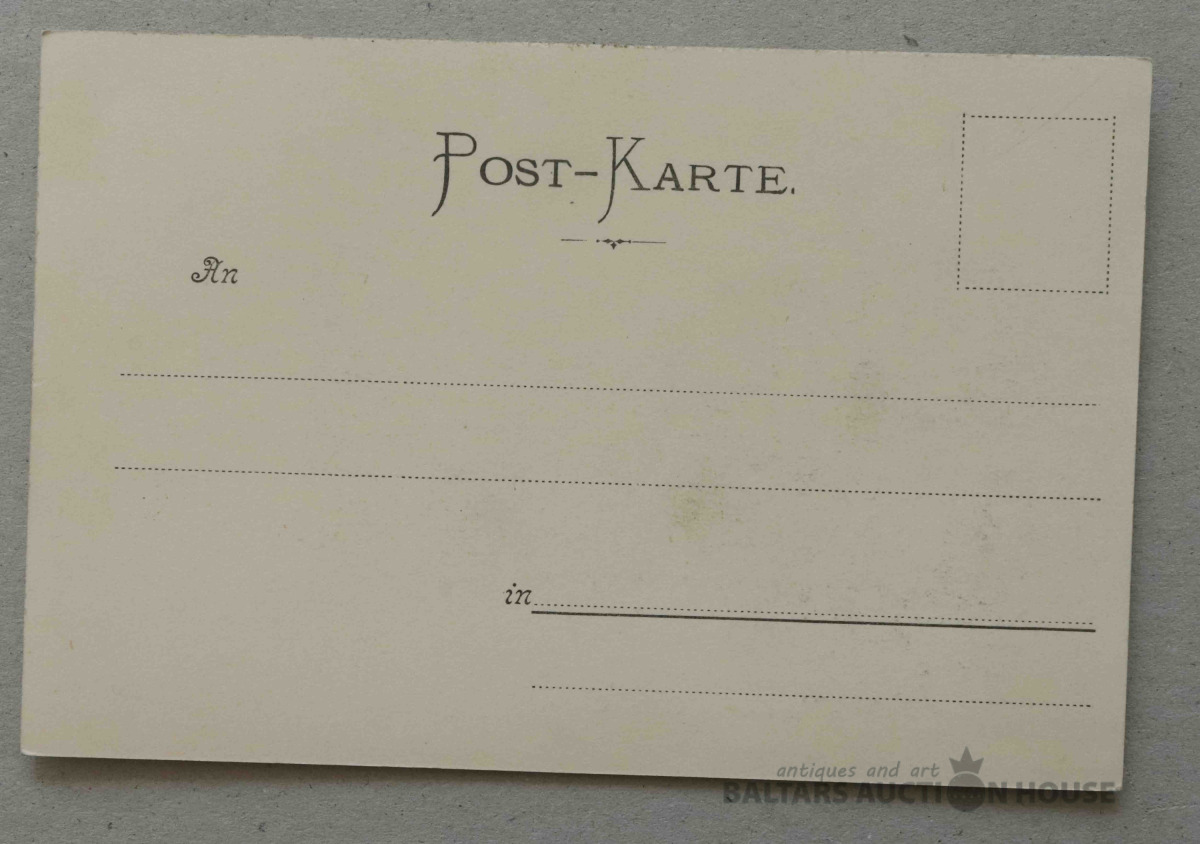 POST-KARTE.
An
in
antiques and art
BALTARS AUCTION HOUSE